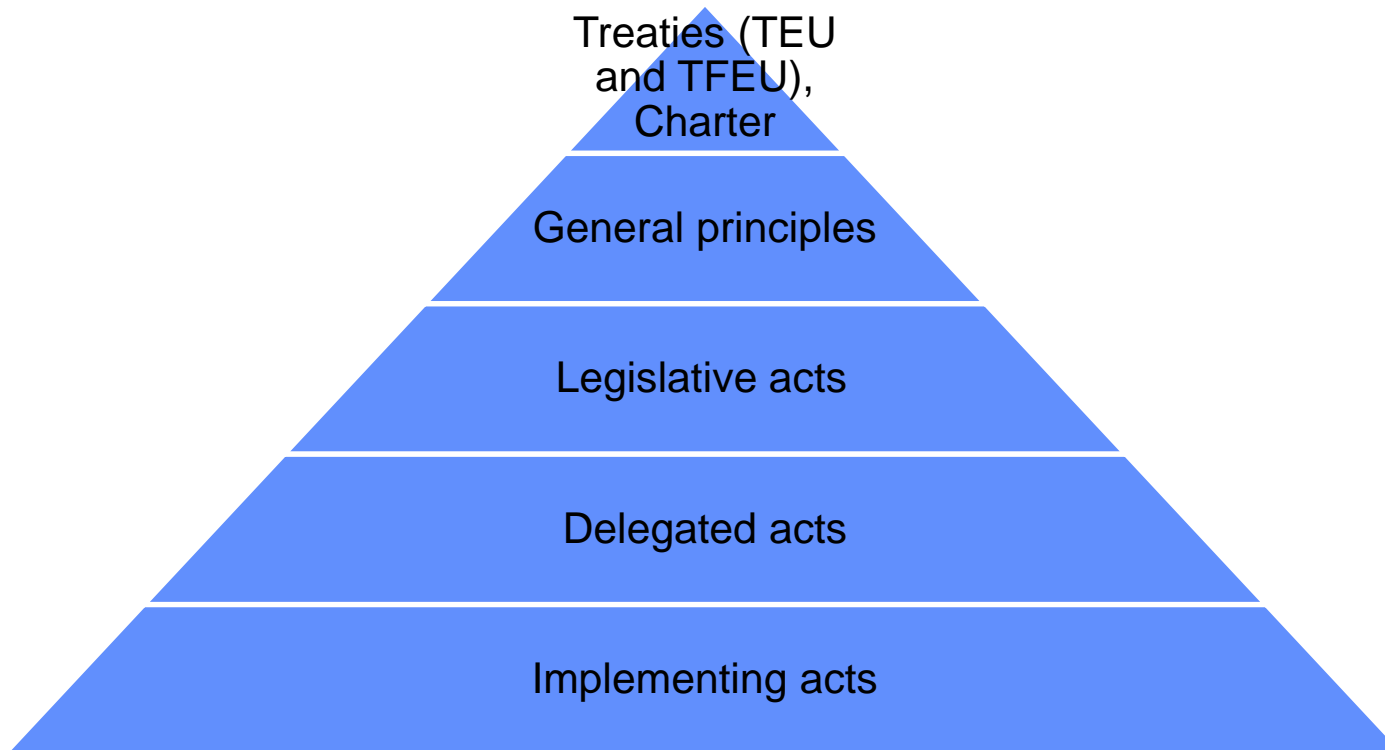 Treaties (TEU
and TFEU),
Charter
General principles
Legislative acts
Delegated acts
Implementing acts